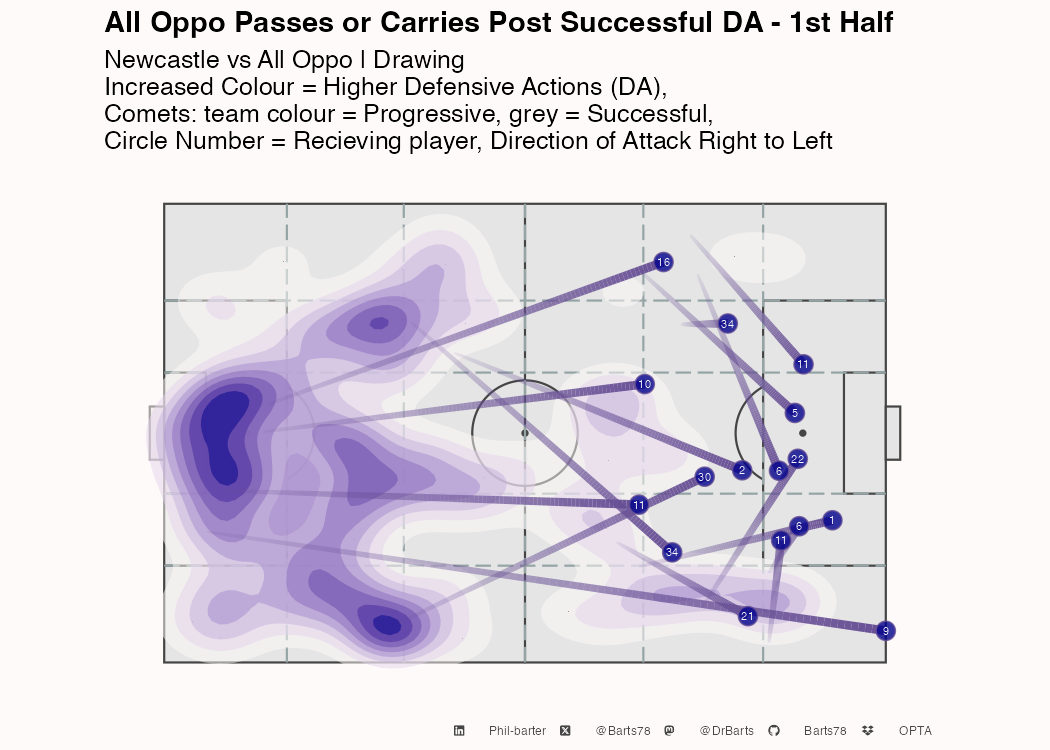 All Oppo Passes or Carries Post Successful DA - 1st Half
Newcastle vs All Oppo | Drawing
Increased Colour = Higher Defensive Actions (DA),
Comets: team colour = Progressive, grey = Successful,
Circle Number = Recieving player, Direction of Attack Right to Left
16
34
11
10
5
22
2
6
30
11
1
6
11
34
21
9
Phil-barter @Barts78 @DrBarts Barts78 OPTA